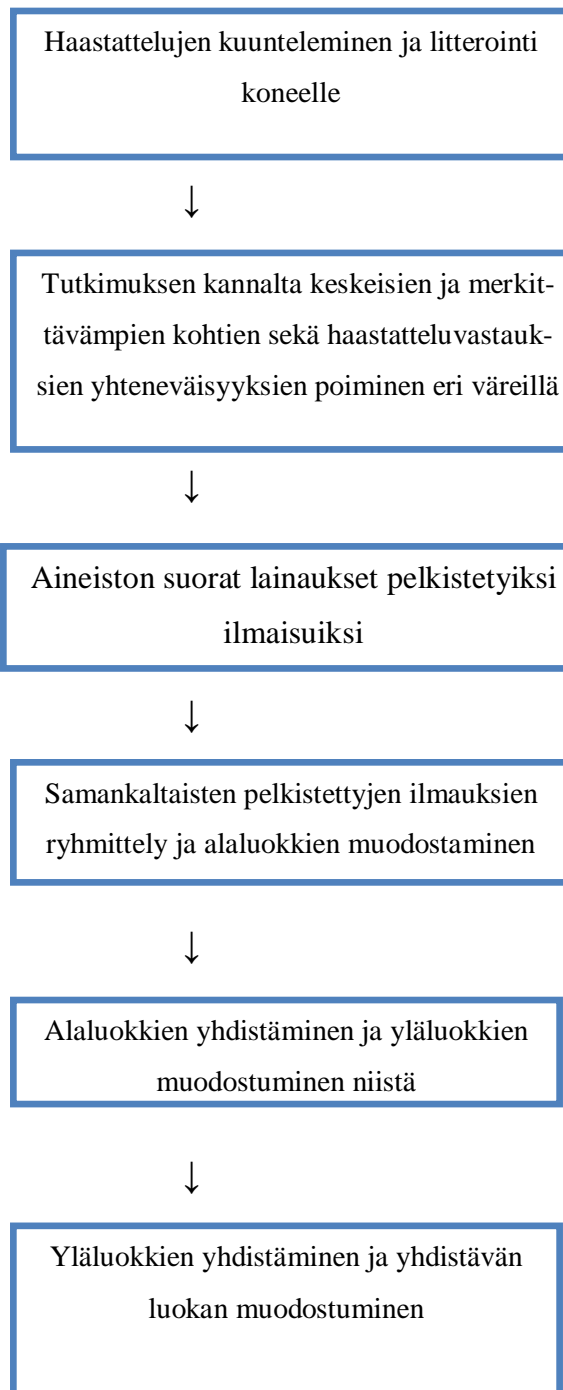 Haastattelujen kuunteleminen ja litterointi
koneelle
↓
Tutkimuksen kannalta keskeisien ja merkit-
tävämpien kohtien sekä haastatteluvastauk-
sien yhteneväisyyksien poiminen eri väreillä
↓
Aineiston suorat lainaukset pelkistetyiksi
ilmaisuiksi
↓
Samankaltaisten pelkistettyjen ilmauksien
ryhmittely ja alaluokkien muodostaminen
↓
Alaluokkien yhdistäminen ja yläluokkien
muodostuminen niistä
↓
Yläluokkien yhdistäminen ja yhdistävän
luokan muodostuminen